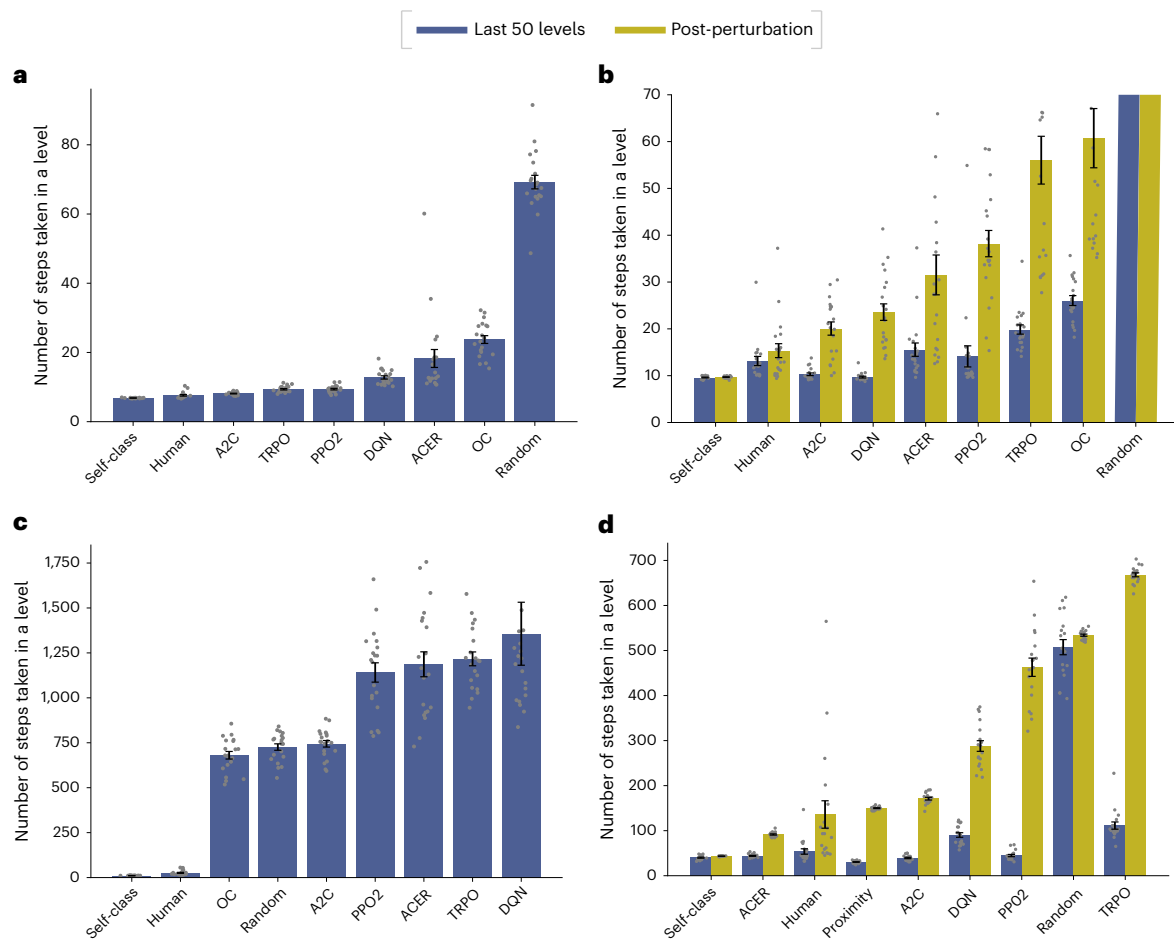 Last 50 levels Post-perturbation
a
Number of steps taken in a level
80
60
40
20
0
Self-class Human A2C TRPO PPO2 DQN ACER OC Random
b
Number of steps taken in a level
70
60
50
40
30
20
10
0
Self-class Human A2C DQN ACER PPO2 TRPO OC Random
c
Number of steps taken in a level
1,750
1,500
1,250
1,000
750
500
250
0
Self-class Human OC Random A2C PPO2 ACER TRPO DQN
d
Number of steps taken in a level
700
600
500
400
300
200
100
0
Self-class ACER Human Proximity A2C DQN PPO2 Random TRPO